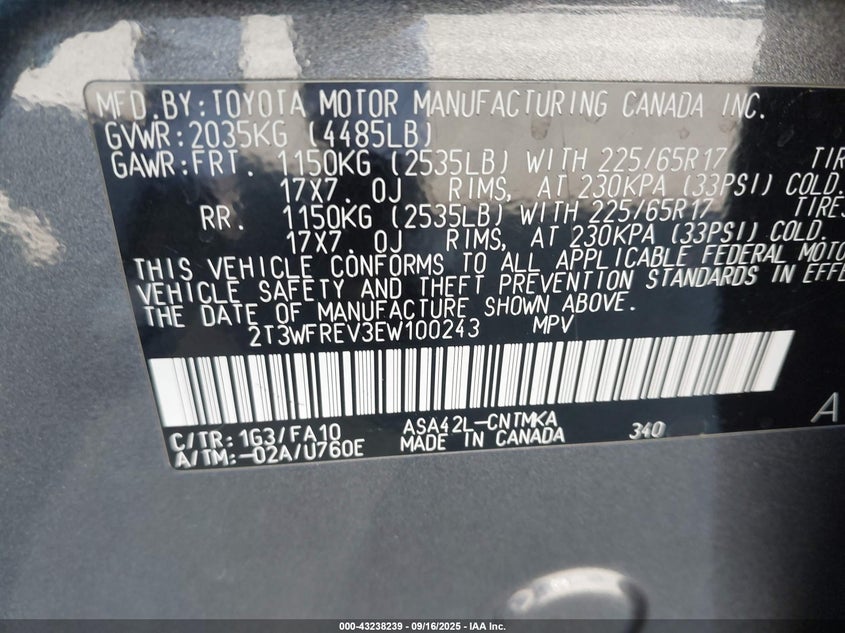 MFD.BY:TOYOTA MOTOR MANUFACTURING CANADA INC.
GVWR:2035KG (4485LB)
GAWR:FRT. 1150KG (2535LB) WITH 225/65R17 TIR
17X7.0J RIMS, AT 230KPA (33PSI) COLD.
RR. 1150KG (2535LB) WITH 225/65R17 TIRES
17X7.0J RIMS, AT 230KPA (33PSI) COLD.
THIS VEHICLE CONFORMS TO ALL APPLICABLE FEDERAL MOTO
VEHICLE SAFETY AND THEFT PREVENTION STANDARDS IN EFFE
THE DATE OF MANUFACTURE SHOWN ABOVE.
2T3WFREV3EW100243 MPV
A
C/TR:1G3/FA10 ASA42L-CNTMKA 340
A/TM:-02A/U760E MADE IN CANADA
000-43238239 - 09/16/2025 - IAA Inc.